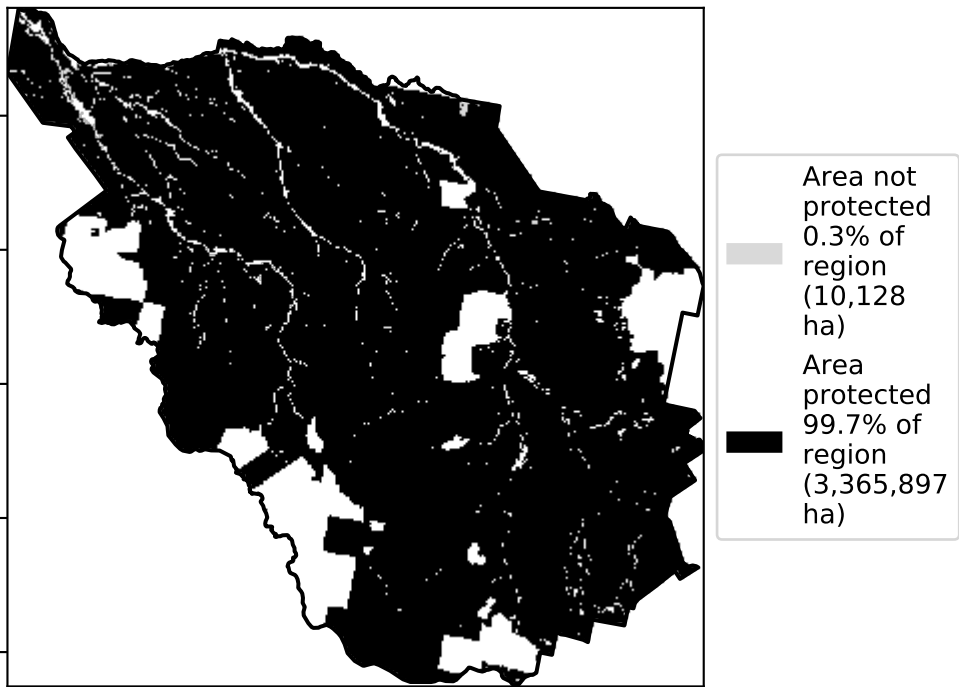 Area not
protected
0.3% of
region
(10,128
ha)
Area
protected
99.7% of
region
(3,365,897
ha)